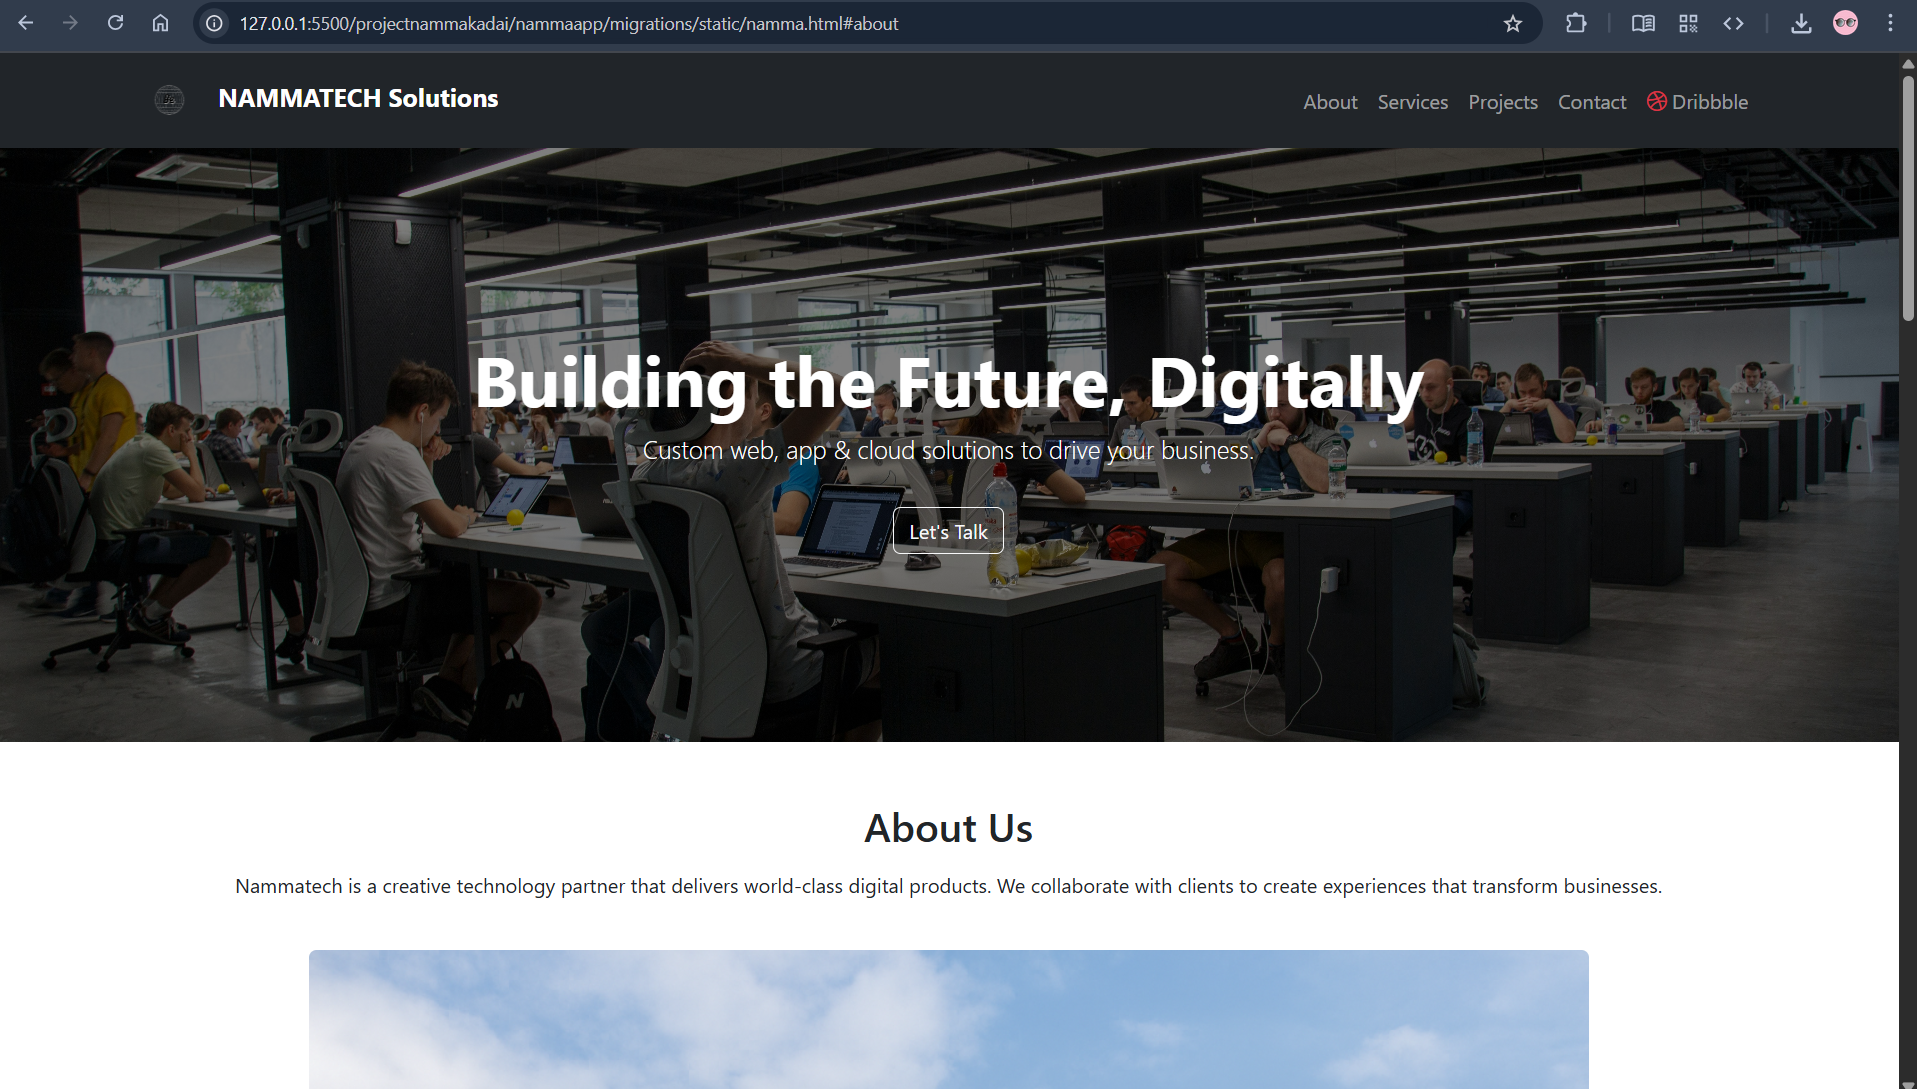 127.0.0.1:5500/projectnammakadai/nammaapp/migrations/static/namma.html#about
NAMMATECH Solutions
About Services Projects Contact Dribbble
Building the Future, Digitally
Custom web, app & cloud solutions to drive your business.
Let's Talk
N
About Us
Nammatech is a creative technology partner that delivers world-class digital products. We collaborate with clients to create experiences that transform businesses.